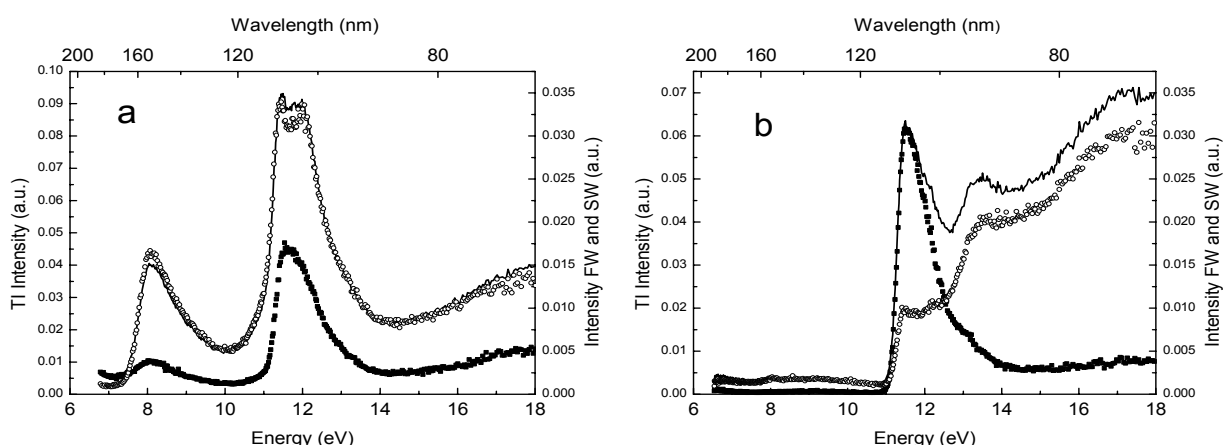 Wavelength (nm)
200 160 120 80
a
0.10 0.09 0.08 0.07 0.06 0.05 0.04 0.03 0.02 0.01 0.00
TI Intensity (a.u.)
0.035 0.030 0.025 0.020 0.015 0.010 0.005 0.000
Intensity FW and SW (a.u.)
6 8 10 12 14 16 18
Energy (eV)
Wavelength (nm)
200 160 120 80
b
0.07 0.06 0.05 0.04 0.03 0.02 0.01 0.00
TI Intensity (a.u.)
0.035 0.030 0.025 0.020 0.015 0.010 0.005 0.000
Intensity FW and SW (a.u.)
6 8 10 12 14 16 18
Energy (eV)